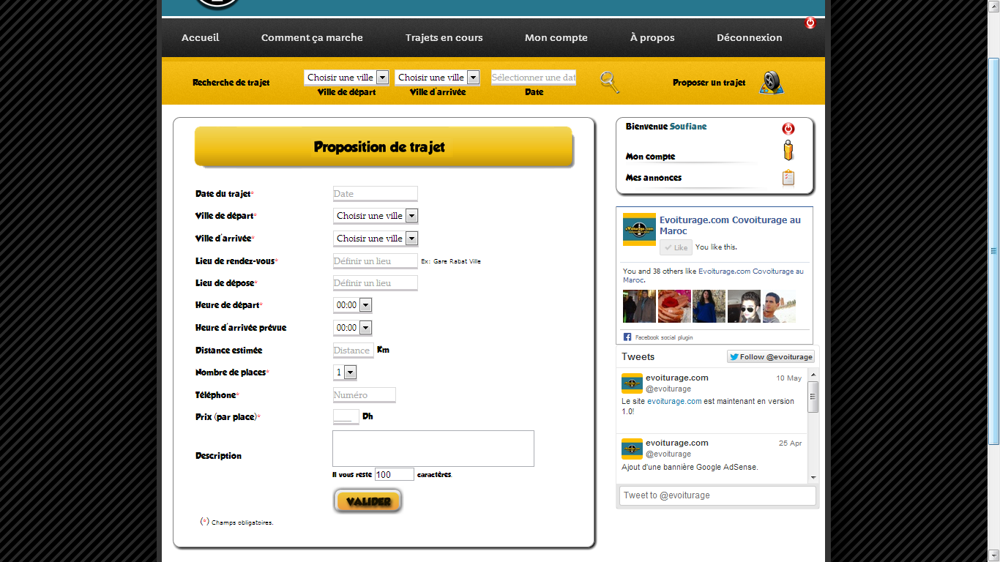 Accueil Comment ça marche Trajets en cours Mon compte À propos Déconnexion
Recherche de trajet Choisir une ville Choisir une ville Sélectionner une dat Proposer un trajet
Ville de départ Ville d'arrivée Date
Proposition de trajet
Date du trajet* Date
Ville de départ* Choisir une ville
Ville d'arrivée* Choisir une ville
Lieu de rendez-vous* Définir un lieu Ex: Gare Rabat Ville
Lieu de dépose* Définir un lieu
Heure de départ* 00:00
Heure d'arrivée prévue 00:00
Distance estimée Distance Km
Nombre de places* 1
Téléphone* Numéro
Prix (par place)* ____ Dh
Description
Il vous reste 100 caractères.
VALIDER
(*) Champs obligatoires.
Bienvenue Soufiane
Mon compte
Mes annonces
Evoiturage.com Covoiturage au
Maroc
Like You like this.
You and 38 others like Evoiturage.com Covoiturage au
Maroc.
Facebook social plugin
Tweets Follow @evoiturage
evoiturage.com 10 May
@evoiturage
Le site evoiturage.com est maintenant en version
1.0!
evoiturage.com 25 Apr
@evoiturage
Ajout d'une bannière Google AdSense.
Tweet to @evoiturage